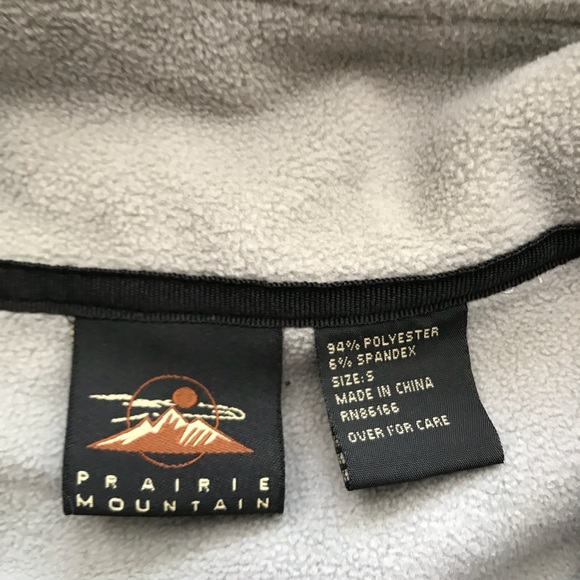 PRAIRIE
MOUNTAIN
94% POLYESTER
6% SPANDEX
SIZE: S
MADE IN CHINA
RN86166
OVER FOR CARE